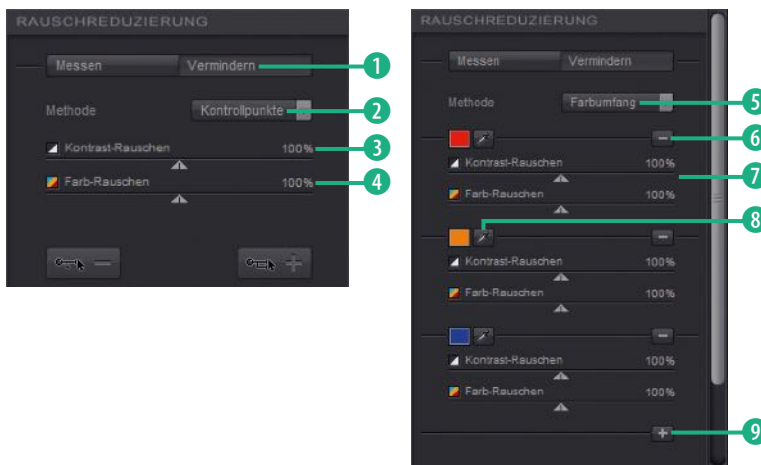 RAUSCHREDUZIERUNG
Messen Vermindern 1
Methode Kontrollpunkte 2
Kontrast-Rauschen 100% 3
Farb-Rauschen 100% 4
RAUSCHREDUZIERUNG
Messen Vermindern
Methode Farbumfang 5
6
Kontrast-Rauschen 100% 7
Farb-Rauschen 100%
8
Kontrast-Rauschen 100%
Farb-Rauschen 100%
Kontrast-Rauschen 100%
Farb-Rauschen 100%
9